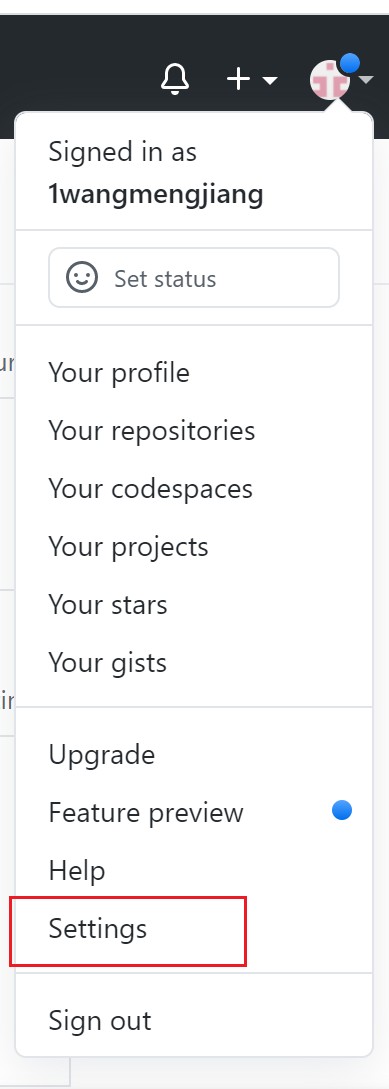 Signed in as
1wangmengjiang
Set status
Your profile
Your repositories
Your codespaces
Your projects
Your stars
Your gists
Upgrade
Feature preview
Help
Settings
Sign out